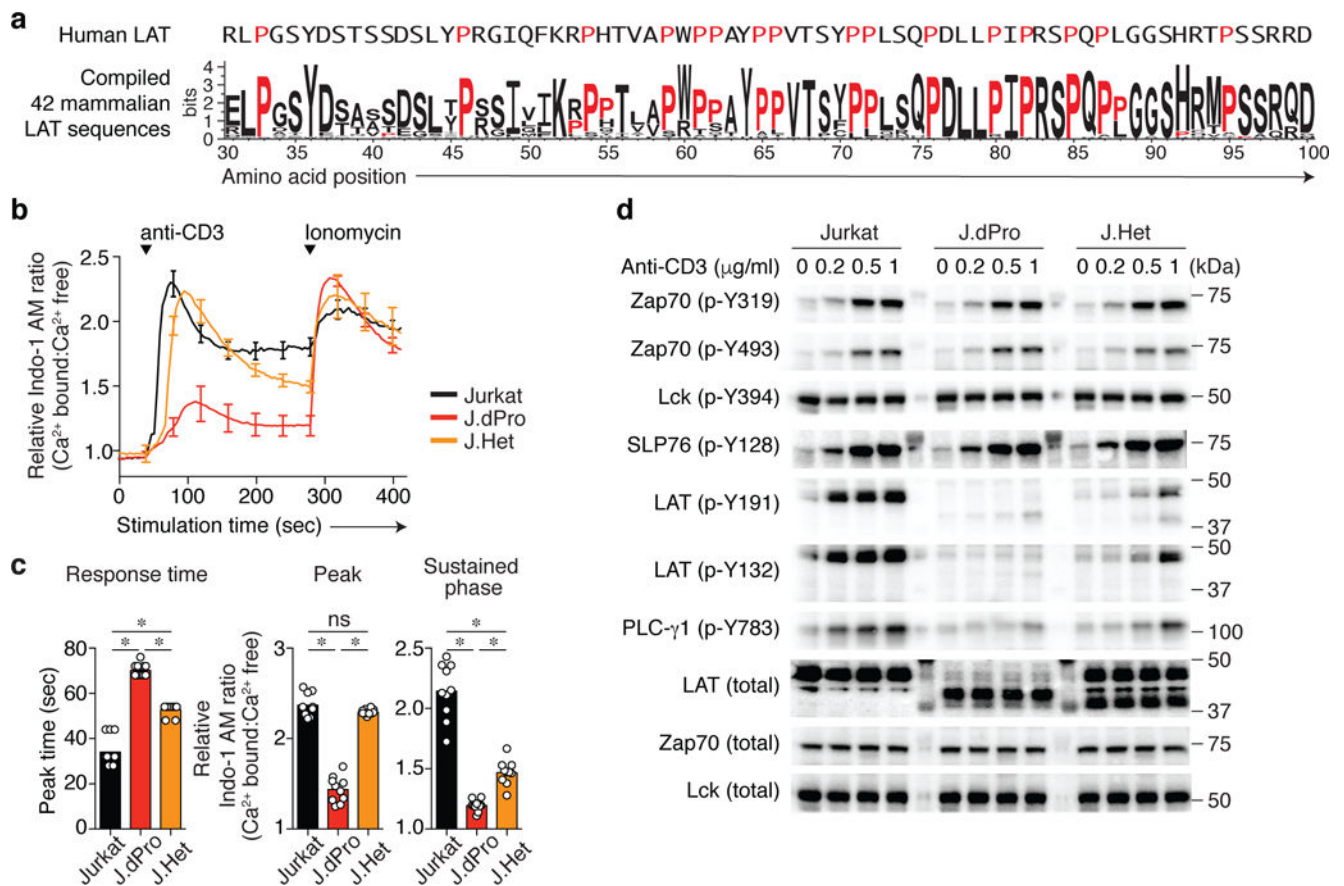 a
Human LAT RLPGSYDSTSSDSLYPRGIQFKRPHTVAPWPPAYPPVTSYPPLSQPDLLPIPRSPQPLGGSHRTPSSRRD
Compiled
42 mammalian
LAT sequences
bits
4
3
2
1
0
30 35 40 45 50 55 60 65 70 75 80 85 90 95 100
Amino acid position
b
anti-CD3 Ionomycin
Relative Indo-1 AM ratio
(Ca²⁺ bound:Ca²⁺ free)
2.5
2.0
1.5
1.0
0 100 200 300 400
Stimulation time (sec)
Jurkat
J.dPro
J.Het
c
Response time
Peak time (sec)
80
60
40
20
0
* * *
Jurkat J.dPro J.Het
Peak
Relative
Indo-1 AM ratio
(Ca²⁺ bound:Ca²⁺ free)
3
2
1
ns
* *
Jurkat J.dPro J.Het
Sustained
phase
2.5
2.0
1.5
1.0
* * *
Jurkat J.dPro J.Het
d
Jurkat J.dPro J.Het
Anti-CD3 (µg/ml) 0 0.2 0.5 1 0 0.2 0.5 1 0 0.2 0.5 1 (kDa)
Zap70 (p-Y319) 75
Zap70 (p-Y493) 75
Lck (p-Y394) 50
SLP76 (p-Y128) 75
LAT (p-Y191) 50
37
LAT (p-Y132) 50
37
PLC-γ1 (p-Y783) 100
LAT (total) 50
37
Zap70 (total) 75
Lck (total) 50